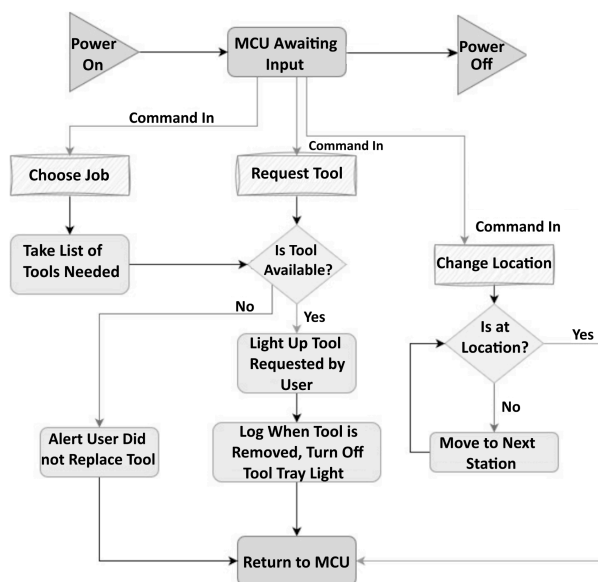 Power
On
MCU Awaiting
Input
Power
Off
Command In
Command In
Choose Job
Request Tool
Command In
Take List of
Tools Needed
Is Tool
Available?
Change Location
No
Yes
Is at
Location?
Yes
Light Up Tool
Requested by
User
No
Alert User Did
not Replace Tool
Log When Tool is
Removed, Turn Off
Tool Tray Light
Move to Next
Station
Return to MCU